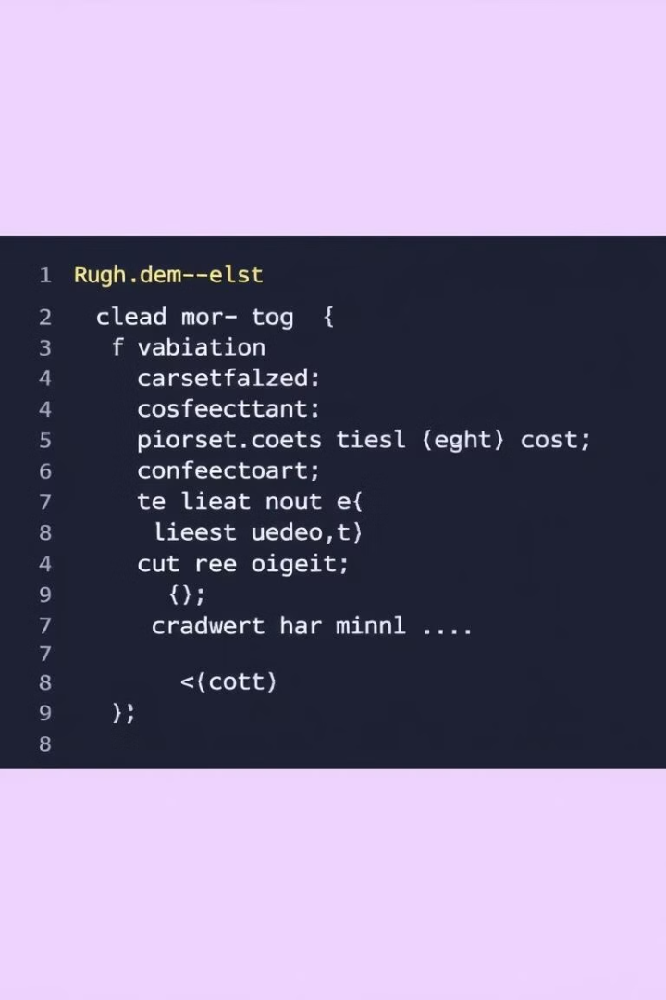 1 Rugh.dem--elst
2 clead mor- tog {
3 f vabiation
4 carsetfalzed:
4 cosfeecttant:
5 piorset.coets tiesl (eght) cost;
6 confeectoart;
7 te lieat nout e{
8 lieest uedeo,t)
4 cut ree oigeit;
9 {};
7 cradwert har minnl ....
7
8 <(cott)
9 );
8